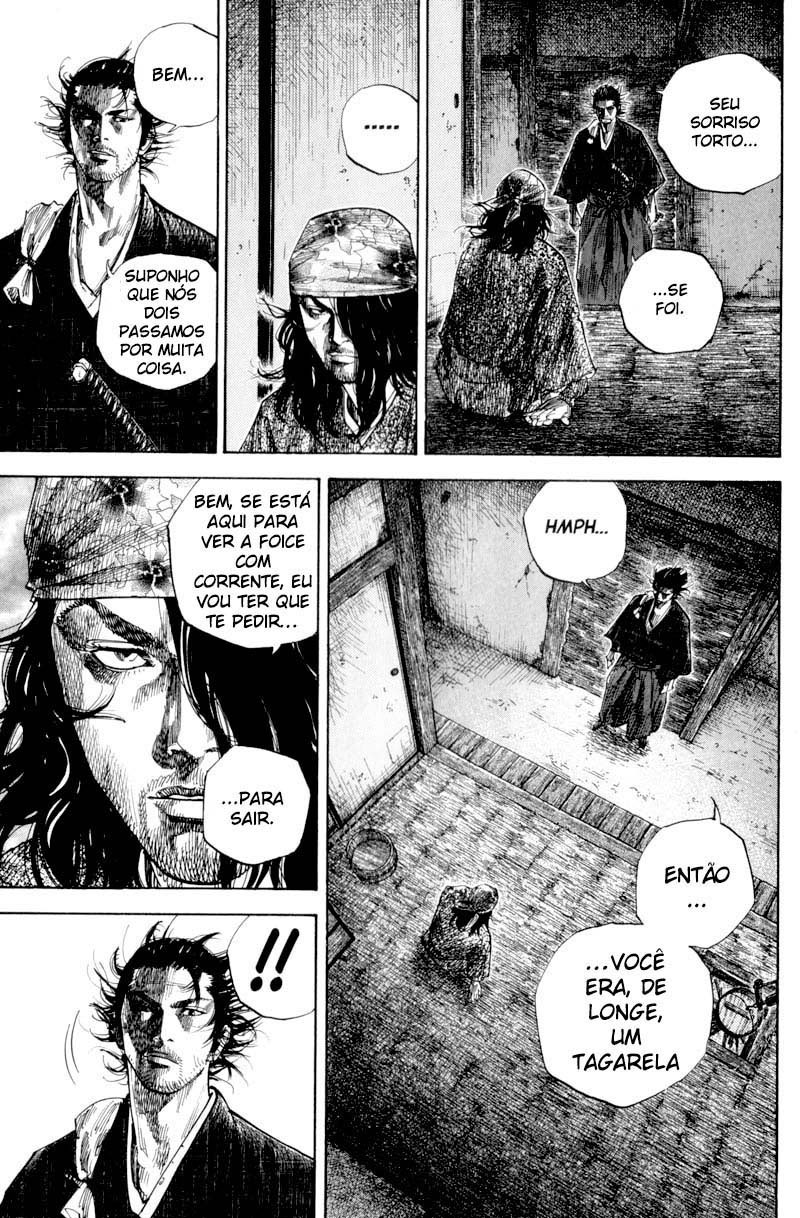 SEU
SORRISO
TORTO...
...SE
FOI.
.....
BEM...
SUPONHO
QUE NÓS
DOIS
PASSAMOS
POR MUITA
COISA.
HMPH...
ENTÃO
...
...VOCÊ
ERA, DE
LONGE,
UM
TAGARELA
BEM, SE ESTÁ
AQUI PARA
VER A FOICE
COM
CORRENTE, EU
VOU TER QUE
TE PEDIR...
...PARA
SAIR.
!!